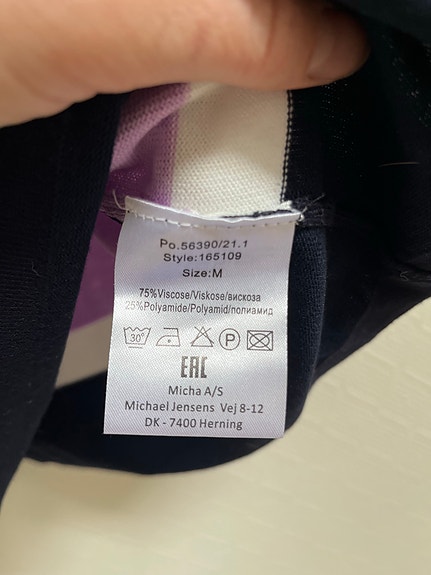 Po.56390/21.1
Style:165109
Size:M
75%Viscose/Viskose/вискоза
25%Polyamide/Polyamid/полиамид
30° P
EAC
Micha A/S
Michael Jensens Vej 8-12
DK - 7400 Herning